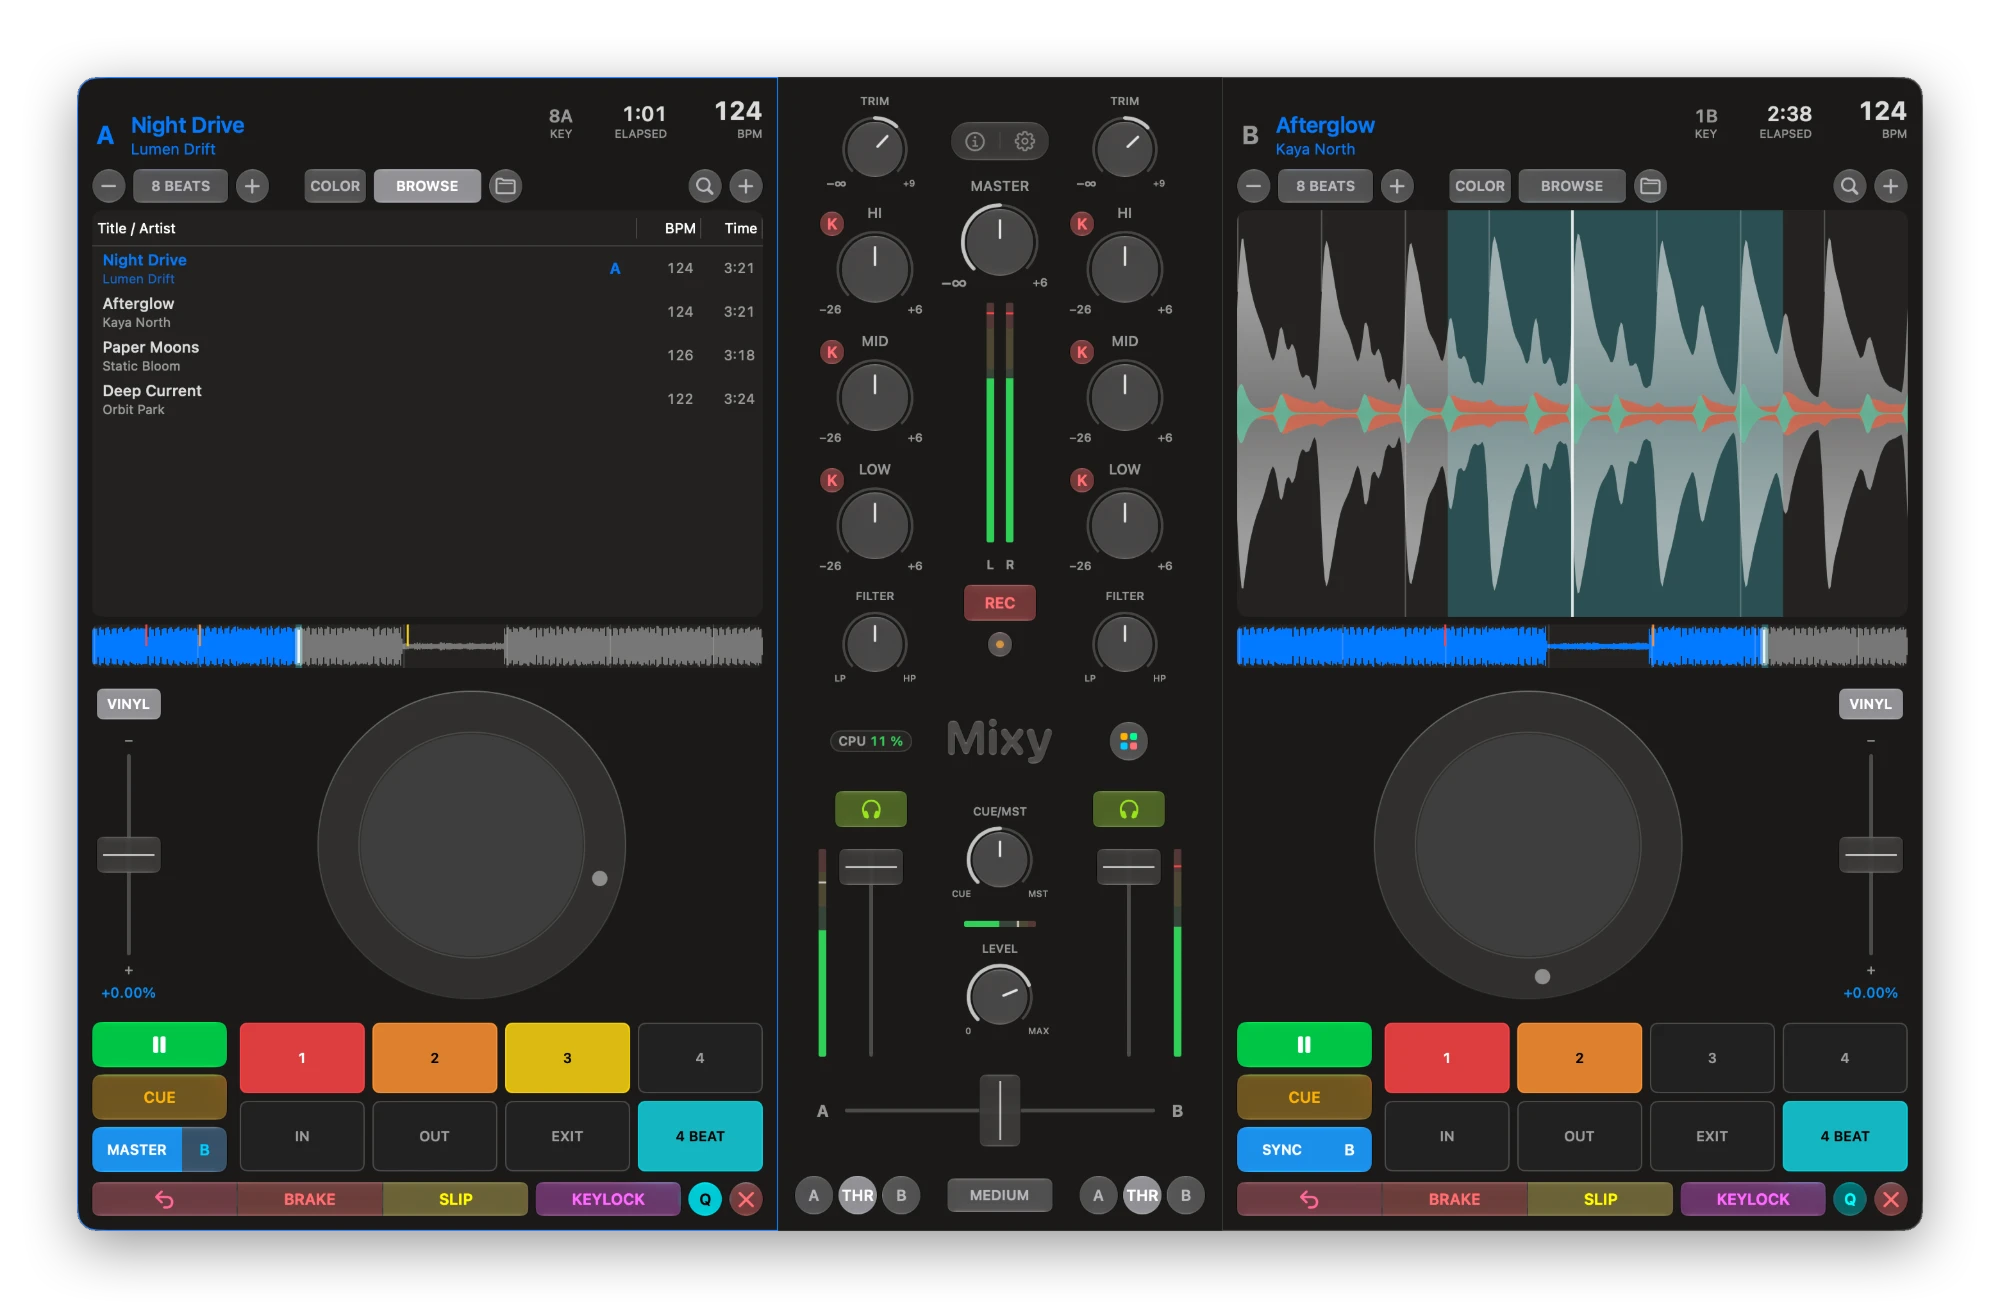 A
Night Drive
Lumen Drift
8A
KEY
1:01
ELAPSED
124
BPM
8 BEATS
COLOR
BROWSE
Title / Artist
BPM
Time
Night Drive
Lumen Drift
A
124
3:21
Afterglow
Kaya North
124
3:21
Paper Moons
Static Bloom
126
3:18
Deep Current
Orbit Park
122
3:24
VINYL
−
+
+0.00%
CUE
MASTER
B
1
2
3
4
IN
OUT
EXIT
4 BEAT
BRAKE
SLIP
KEYLOCK
Q
TRIM
−∞
+9
K
HI
−26
+6
K
MID
−26
+6
K
LOW
−26
+6
FILTER
LP
HP
MASTER
−∞
+6
L R
REC
TRIM
−∞
+9
K
HI
−26
+6
K
MID
−26
+6
K
LOW
−26
+6
FILTER
LP
HP
CPU 11 %
Mixy
CUE/MST
CUE
MST
LEVEL
0
MAX
A
B
A
THR
B
MEDIUM
A
THR
B
B
Afterglow
Kaya North
1B
KEY
2:38
ELAPSED
124
BPM
8 BEATS
COLOR
BROWSE
VINYL
−
+
+0.00%
CUE
SYNC
B
1
2
3
4
IN
OUT
EXIT
4 BEAT
BRAKE
SLIP
KEYLOCK
Q